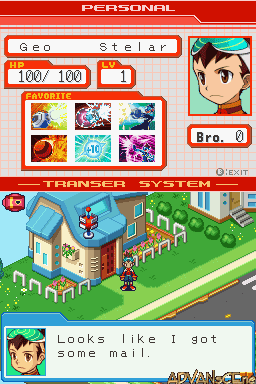 PERSONAL
Geo Stelar
HP
100/ 100
LV
1
FAVORITE
+10
Bro. 0
B:EXIT
TRANSER SYSTEM
Looks like I got
some mail.